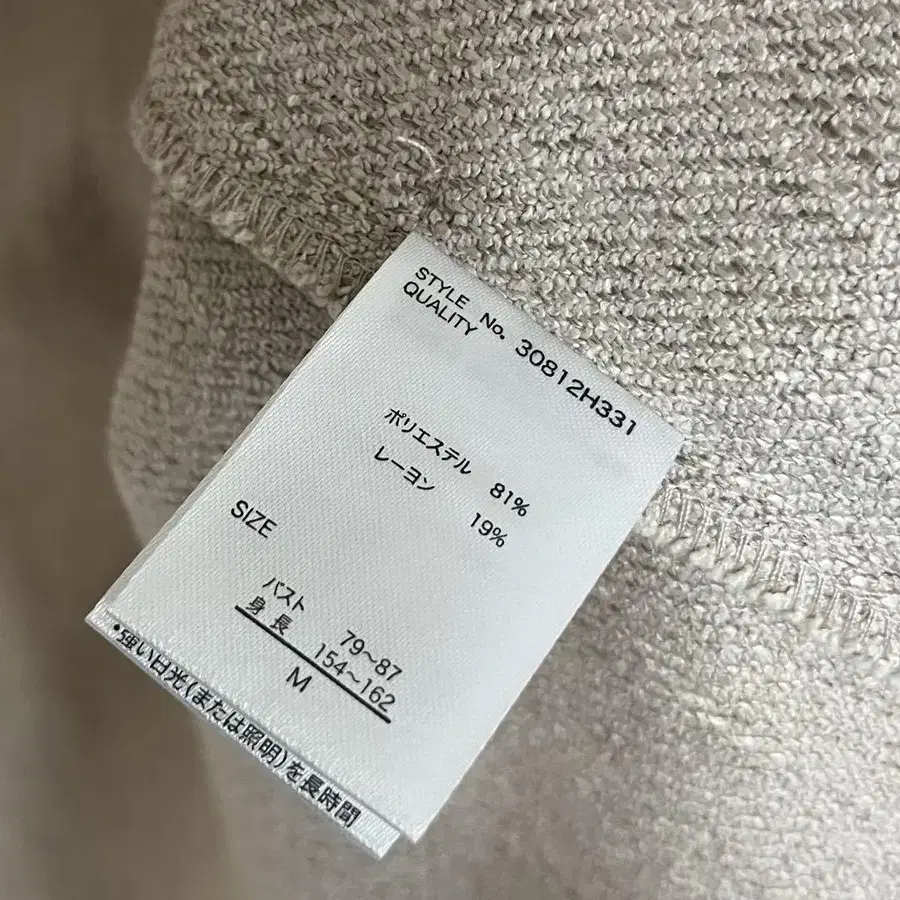 STYLE No. 30812H331
QUALITY
ポリエステル 81%
レーヨン 19%
SIZE
バスト 79~87
身長 154~162
M
・強い日光(または照明)を長時間